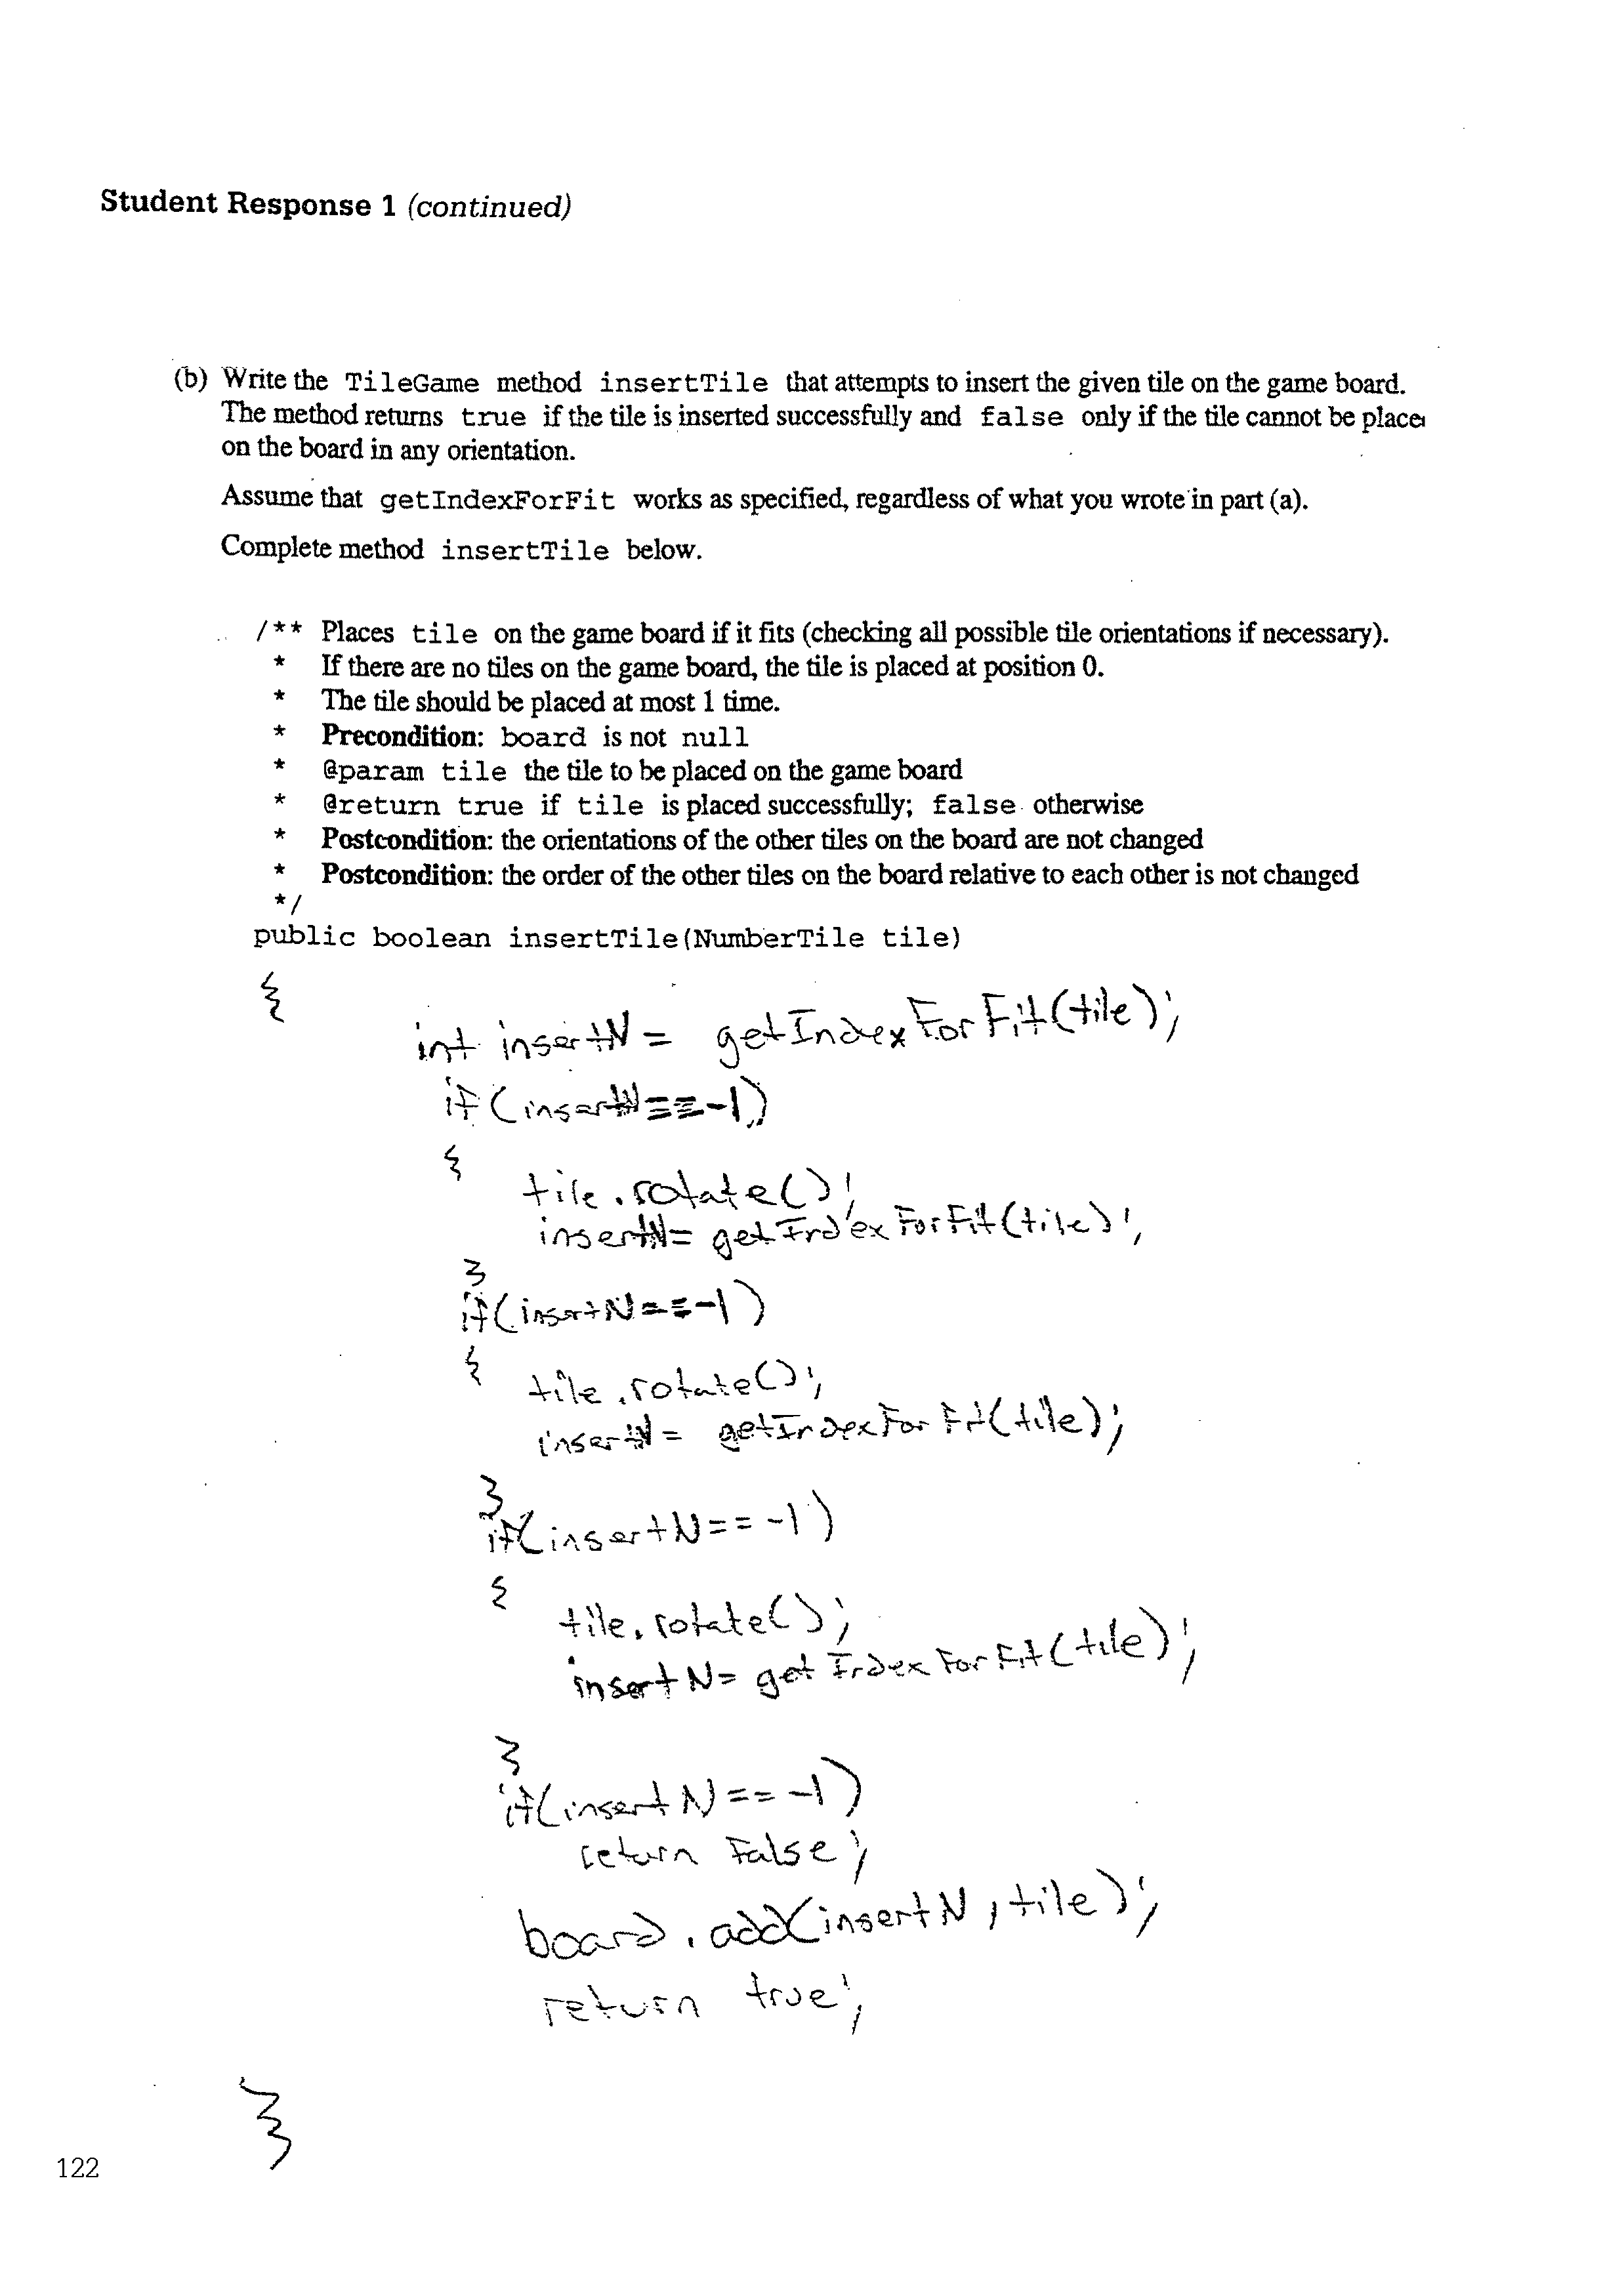 Student Response 1 (continued)
(b) Write the TileGame method insertTile that attempts to insert the given tile on the game board.
The method returns true if the tile is inserted successfully and false only if the tile cannot be place
on the board in any orientation.
Assume that getIndexForFit works as specified, regardless of what you wrote in part (a).
Complete method insertTile below.
/** Places tile on the game board if it fits (checking all possible tile orientations if necessary).
* If there are no tiles on the game board, the tile is placed at position 0.
* The tile should be placed at most 1 time.
* Precondition: board is not null
* @param tile the tile to be placed on the game board
* @return true if tile is placed successfully; false otherwise
* Postcondition: the orientations of the other tiles on the board are not changed
* Postcondition: the order of the other tiles on the board relative to each other is not changed
*/
public boolean insertTile(NumberTile tile)
{
int insertN = getIndexForFit(tile);
if (insertN == -1)
{
tile.rotate();
insertN = getIndexForFit(tile);
}
if (insertN == -1)
{
tile.rotate();
insertN = getIndexForFit(tile);
}
if (insertN == -1)
{
tile.rotate();
insertN = getIndexForFit(tile);
}
if (insertN == -1)
return False;
board.add(insertN, tile);
return true;
}
122